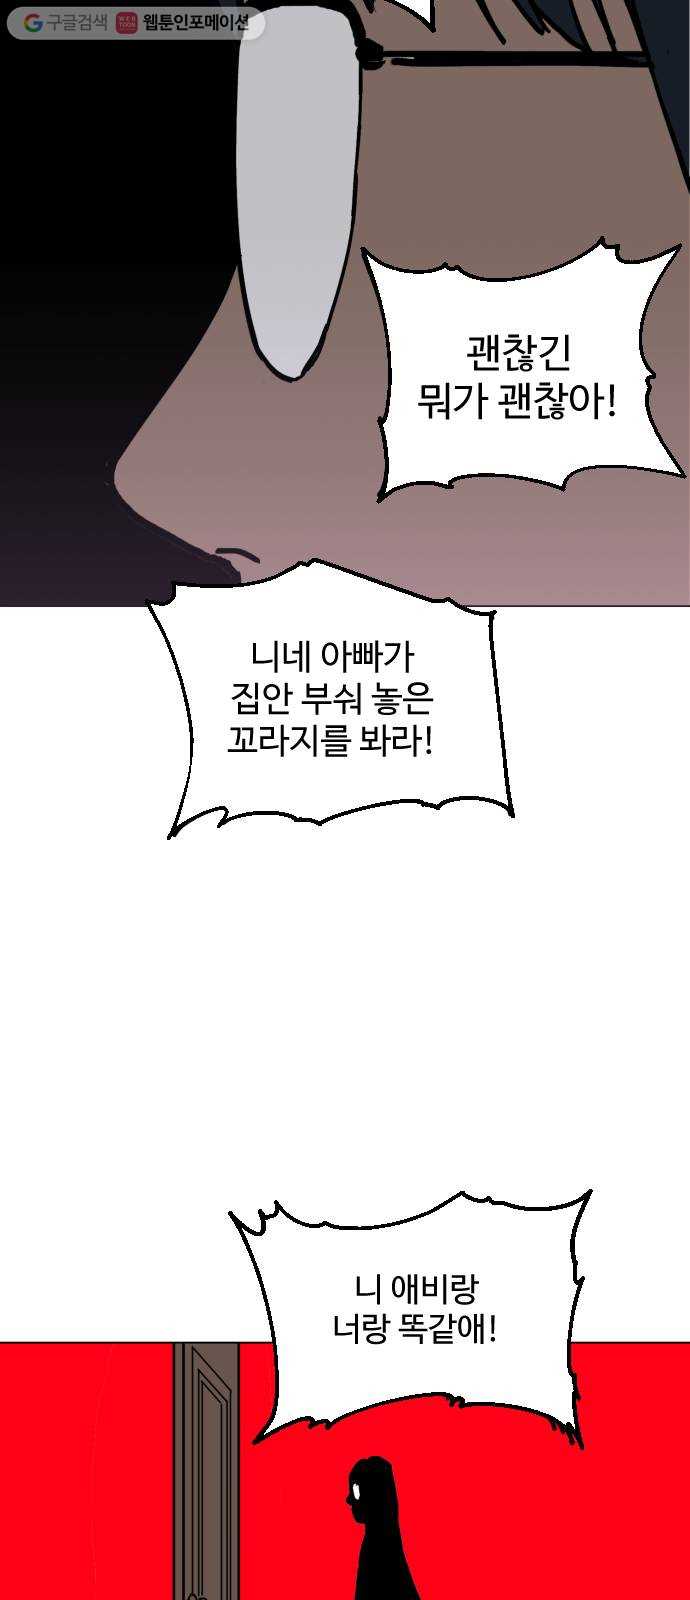 구글검색 WEB TOON 웹툰인포메이션
괜찮긴
뭐가 괜찮아!
니네 아빠가
집안 부숴 놓은
꼬라지를 봐라!
니 애비랑
너랑 똑같애!